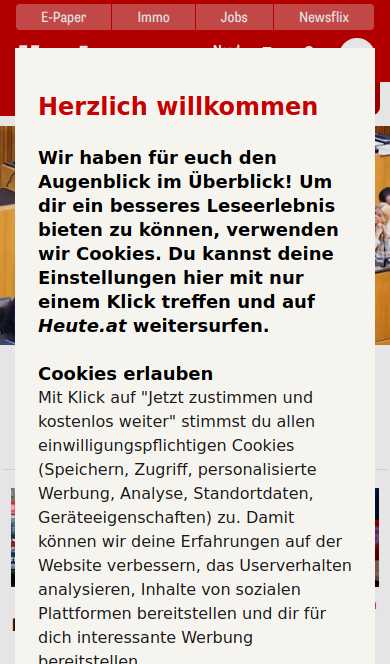 E-Paper
Immo
Jobs
Newsflix
Herzlich willkommen
Wir haben für euch den
Augenblick im Überblick! Um
dir ein besseres Leseerlebnis
bieten zu können, verwenden
wir Cookies. Du kannst deine
Einstellungen hier mit nur
einem Klick treffen und auf
Heute.at weitersurfen.
Cookies erlauben
Mit Klick auf "Jetzt zustimmen und
kostenlos weiter" stimmst du allen
einwilligungspflichtigen Cookies
(Speichern, Zugriff, personalisierte
Werbung, Analyse, Standortdaten,
Geräteeigenschaften) zu. Damit
können wir deine Erfahrungen auf der
Website verbessern, das Userverhalten
analysieren, Inhalte von sozialen
Plattformen bereitstellen und dir für
dich interessante Werbung
bereitstellen